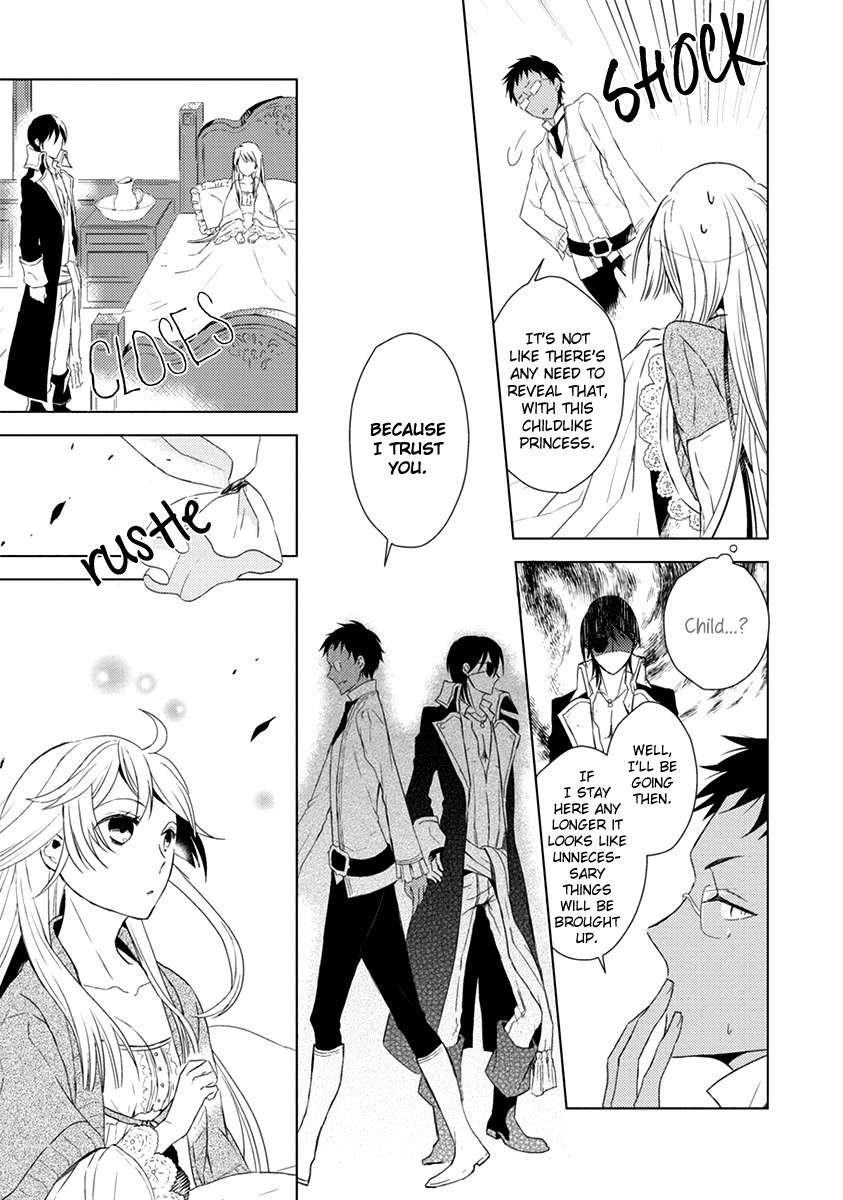 SHOCK
IT'S NOT
LIKE THERE'S
ANY NEED TO
REVEAL THAT,
WITH THIS
CHILDLIKE
PRINCESS.
Child...?
WELL,
I'LL BE
GOING
THEN.
IF
I STAY
HERE ANY
LONGER IT
LOOKS LIKE
UNNECES-
SARY
THINGS
WILL BE
BROUGHT
UP.
BECAUSE
I TRUST
YOU.
CLOSES
rustle